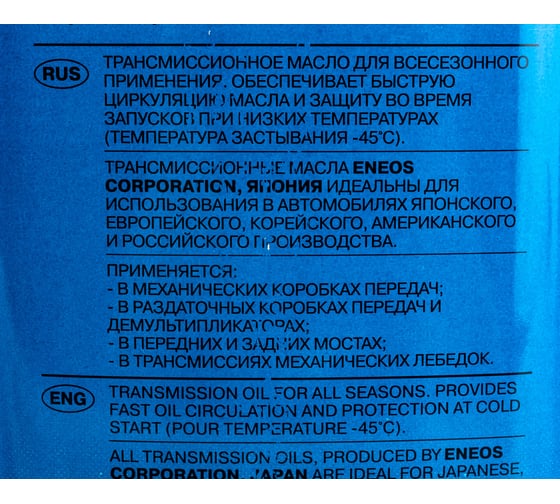 RUS
ТРАНСМИССИОННОЕ МАСЛО ДЛЯ ВСЕСЕЗОННОГО
ПРИМЕНЕНИЯ. ОБЕСПЕЧИВАЕТ БЫСТРУЮ
ЦИРКУЛЯЦИЮ МАСЛА И ЗАЩИТУ ВО ВРЕМЯ
ЗАПУСКОВ ПРИ НИЗКИХ ТЕМПЕРАТУРАХ
(ТЕМПЕРАТУРА ЗАСТЫВАНИЯ -45°C).
ТРАНСМИССИОННЫЕ МАСЛА ENEOS
CORPORATION, ЯПОНИЯ ИДЕАЛЬНЫ ДЛЯ
ИСПОЛЬЗОВАНИЯ В АВТОМОБИЛЯХ ЯПОНСКОГО,
ЕВРОПЕЙСКОГО, КОРЕЙСКОГО, АМЕРИКАНСКОГО
И РОССИЙСКОГО ПРОИЗВОДСТВА.
ПРИМЕНЯЕТСЯ:
- В МЕХАНИЧЕСКИХ КОРОБКАХ ПЕРЕДАЧ;
- В РАЗДАТОЧНЫХ КОРОБКАХ ПЕРЕДАЧ И
ДЕМУЛЬТИПЛИКАТОРАХ;
- В ПЕРЕДНИХ И ЗАДНИХ МОСТАХ;
- В ТРАНСМИССИЯХ МЕХАНИЧЕСКИХ ЛЕБЕДОК.
ENG
TRANSMISSION OIL FOR ALL SEASONS. PROVIDES
FAST OIL CIRCULATION AND PROTECTION AT COLD
START (POUR TEMPERATURE -45°C).
ALL TRANSMISSION OILS, PRODUCED BY ENEOS
CORPORATION, JAPAN ARE IDEAL FOR JAPANESE,